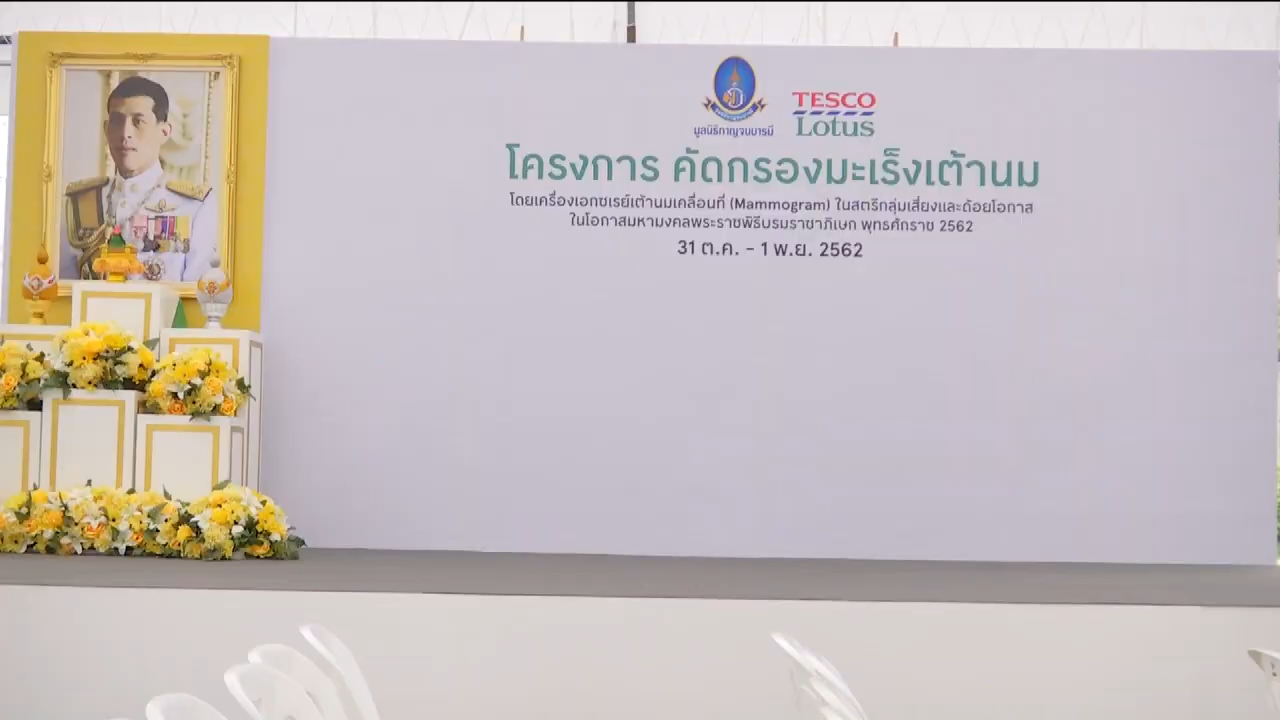 มูลนิธิกาญจนบารมี
TESCO
Lotus
โครงการ คัดกรองมะเร็งเต้านม
โดยเครื่องเอกซเรย์เต้านมเคลื่อนที่ (Mammogram) ในสตรีกลุ่มเสี่ยงและด้อยโอกาส
ในโอกาสมหามงคลพระราชพิธีบรมราชาภิเษก พุทธศักราช 2562
31 ต.ค. - 1 พ.ย. 2562